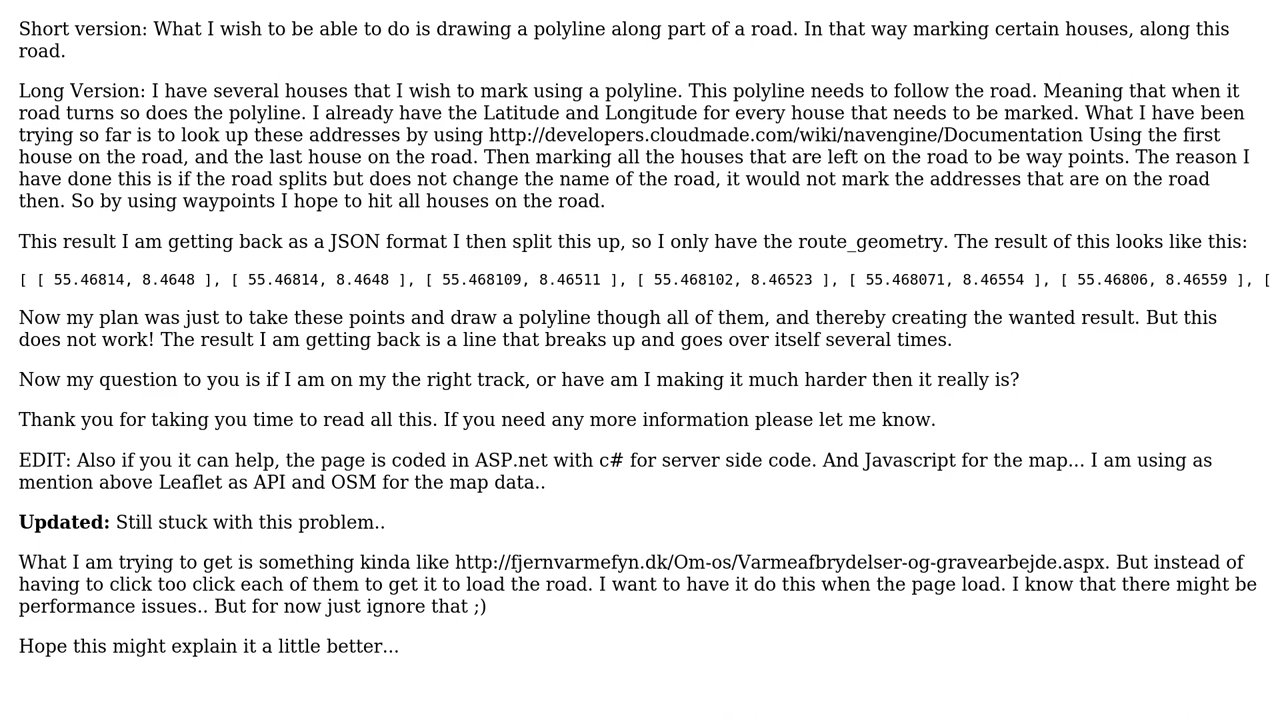 Short version: What I wish to be able to do is drawing a polyline along part of a road. In that way marking certain houses, along this
road.
Long Version: I have several houses that I wish to mark using a polyline. This polyline needs to follow the road. Meaning that when it
road turns so does the polyline. I already have the Latitude and Longitude for every house that needs to be marked. What I have been
trying so far is to look up these addresses by using http://developers.cloudmade.com/wiki/navengine/Documentation Using the first
house on the road, and the last house on the road. Then marking all the houses that are left on the road to be way points. The reason I
have done this is if the road splits but does not change the name of the road, it would not mark the addresses that are on the road
then. So by using waypoints I hope to hit all houses on the road.
This result I am getting back as a JSON format I then split this up, so I only have the route_geometry. The result of this looks like this:
[ [ 55.46814, 8.4648 ], [ 55.46814, 8.4648 ], [ 55.468109, 8.46511 ], [ 55.468102, 8.46523 ], [ 55.468071, 8.46554 ], [ 55.46806, 8.46559 ], [
Now my plan was just to take these points and draw a polyline though all of them, and thereby creating the wanted result. But this
does not work! The result I am getting back is a line that breaks up and goes over itself several times.
Now my question to you is if I am on my the right track, or have am I making it much harder then it really is?
Thank you for taking you time to read all this. If you need any more information please let me know.
EDIT: Also if you it can help, the page is coded in ASP.net with c# for server side code. And Javascript for the map... I am using as
mention above Leaflet as API and OSM for the map data..
Updated: Still stuck with this problem..
What I am trying to get is something kinda like http://fjernvarmefyn.dk/Om-os/Varmeafbrydelser-og-gravearbejde.aspx. But instead of
having to click too click each of them to get it to load the road. I want to have it do this when the page load. I know that there might be
performance issues.. But for now just ignore that ;)
Hope this might explain it a little better...